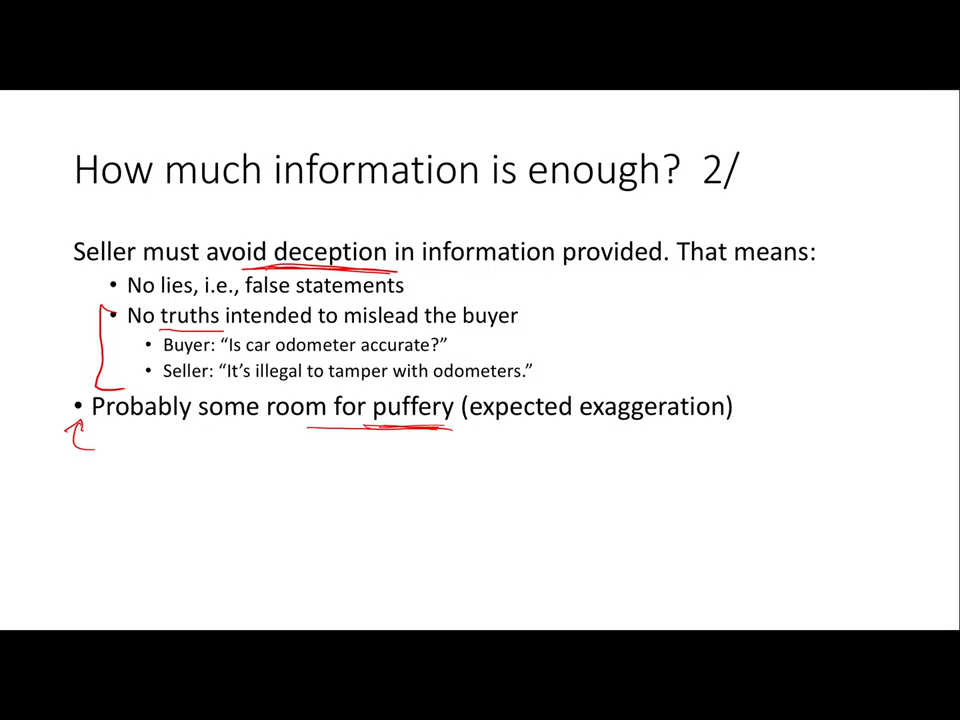 How much information is enough? 2/
Seller must avoid deception in information provided. That means:
• No lies, i.e., false statements
• No truths intended to mislead the buyer
• Buyer: “Is car odometer accurate?”
• Seller: “It’s illegal to tamper with odometers.”
• Probably some room for puffery (expected exaggeration)